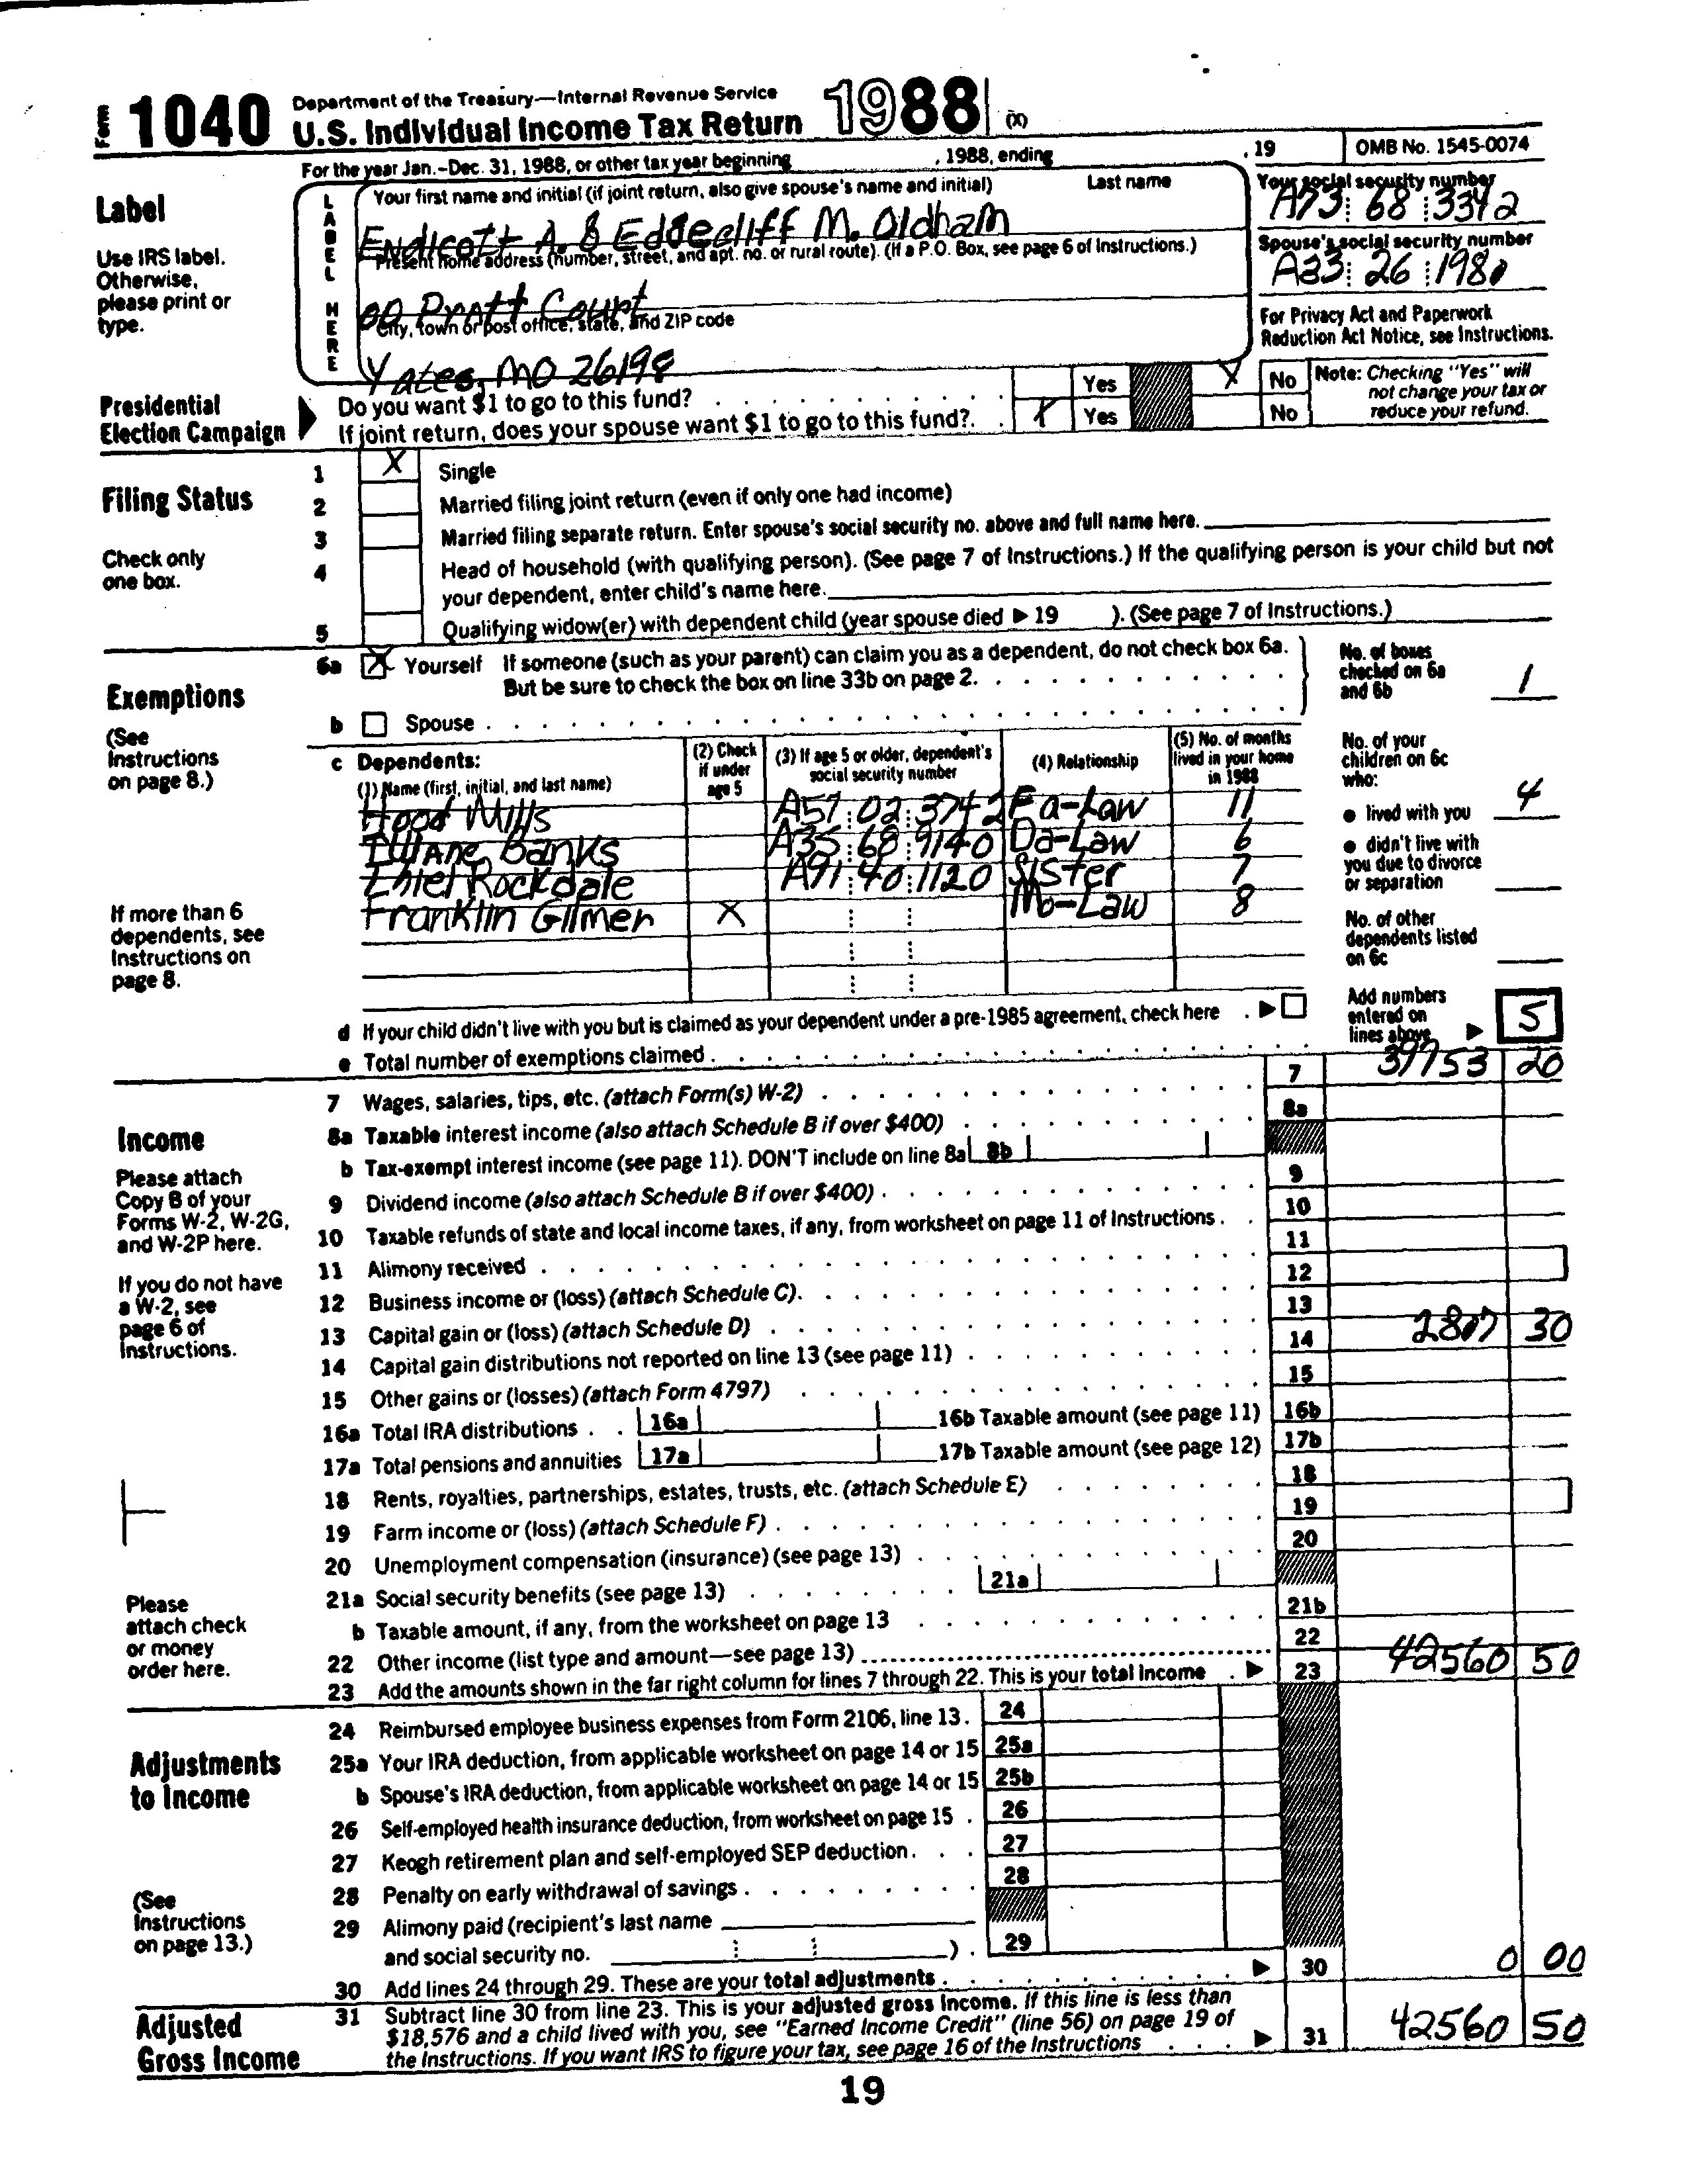 Form 1040 Department of the Treasury—Internal Revenue Service
U.S. Individual Income Tax Return 1988 (X)
For the year Jan.–Dec. 31, 1988, or other tax year beginning , 1988, ending , 19 OMB No. 1545-0074
Label
Use IRS label. Otherwise, please print or type.
LABEL HERE
Your first name and initial (if joint return, also give spouse's name and initial) Last name
Endicott A. & Edgecliff M. Oldham
Your social security number
A73 68 3342
Present home address (number, street, and apt. no. or rural route). (If a P.O. Box, see page 6 of Instructions.)
00 Pratt Court
Spouse's social security number
A33 26 1980
City, town or post office, state, and ZIP code
Yates, MO 26198
For Privacy Act and Paperwork Reduction Act Notice, see Instructions.
Presidential Election Campaign
Do you want $1 to go to this fund? Yes X No
If joint return, does your spouse want $1 to go to this fund? X Yes No
Note: Checking "Yes" will not change your tax or reduce your refund.
Filing Status
Check only one box.
1 X Single
2 Married filing joint return (even if only one had income)
3 Married filing separate return. Enter spouse's social security no. above and full name here.
4 Head of household (with qualifying person). (See page 7 of Instructions.) If the qualifying person is your child but not
your dependent, enter child's name here.
5 Qualifying widow(er) with dependent child (year spouse died ▶ 19 ). (See page 7 of Instructions.)
Exemptions
(See Instructions on page 8.)
6a X Yourself If someone (such as your parent) can claim you as a dependent, do not check box 6a.
But be sure to check the box on line 33b on page 2.
b Spouse
No. of boxes checked on 6a and 6b 1
c Dependents:
(1) Name (first, initial, and last name) (2) Check if under age 5 (3) If age 5 or older, dependent's social security number (4) Relationship (5) No. of months lived in your home in 1988
Hood Mills A57 02 3742 Fa-Law 11
Banks A35 68 9140 Da-Law 6
Rockdale A91 40 1120 Sister 7
Franklin Gilmer X Mo-Law 8
If more than 6 dependents, see Instructions on page 8.
No. of your children on 6c who:
● lived with you 4
● didn't live with you due to divorce or separation
No. of other dependents listed on 6c
d If your child didn't live with you but is claimed as your dependent under a pre-1985 agreement, check here ▶
e Total number of exemptions claimed
Add numbers entered on lines above ▶ 5
Income
Please attach Copy B of your Forms W-2, W-2G, and W-2P here.
If you do not have a W-2, see page 6 of Instructions.
Please attach check or money order here.
7 Wages, salaries, tips, etc. (attach Form(s) W-2) 7 39753 20
8a Taxable interest income (also attach Schedule B if over $400) 8a
b Tax-exempt interest income (see page 11). DON'T include on line 8a 8b
9 Dividend income (also attach Schedule B if over $400) 9
10 Taxable refunds of state and local income taxes, if any, from worksheet on page 11 of Instructions 10
11 Alimony received 11
12 Business income or (loss) (attach Schedule C) 12
13 Capital gain or (loss) (attach Schedule D) 13
14 Capital gain distributions not reported on line 13 (see page 11) 14 2807 30
15 Other gains or (losses) (attach Form 4797) 15
16a Total IRA distributions 16a 16b Taxable amount (see page 11) 16b
17a Total pensions and annuities 17a 17b Taxable amount (see page 12) 17b
18 Rents, royalties, partnerships, estates, trusts, etc. (attach Schedule E) 18
19 Farm income or (loss) (attach Schedule F) 19
20 Unemployment compensation (insurance) (see page 13) 20
21a Social security benefits (see page 13) 21a
b Taxable amount, if any, from the worksheet on page 13 21b
22 Other income (list type and amount—see page 13) 22
23 Add the amounts shown in the far right column for lines 7 through 22. This is your total income ▶ 23 42560 50
Adjustments to Income
(See Instructions on page 13.)
24 Reimbursed employee business expenses from Form 2106, line 13. 24
25a Your IRA deduction, from applicable worksheet on page 14 or 15 25a
b Spouse's IRA deduction, from applicable worksheet on page 14 or 15 25b
26 Self-employed health insurance deduction, from worksheet on page 15 26
27 Keogh retirement plan and self-employed SEP deduction 27
28 Penalty on early withdrawal of savings 28
29 Alimony paid (recipient's last name
and social security no. ) 29
30 Add lines 24 through 29. These are your total adjustments ▶ 30 0 00
Adjusted Gross Income
31 Subtract line 30 from line 23. This is your adjusted gross income. If this line is less than
$18,576 and a child lived with you, see "Earned Income Credit" (line 56) on page 19 of
the Instructions. If you want IRS to figure your tax, see page 16 of the Instructions ▶ 31 42560 50
19